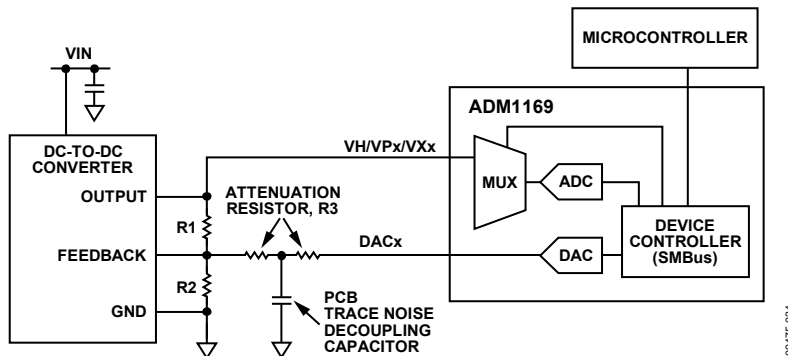 VIN
MICROCONTROLLER
ADM1169
DC-TO-DC
CONVERTER
VH/VPx/VXx
MUX
ADC
OUTPUT
ATTENUATION
RESISTOR, R3
R1
DEVICE
CONTROLLER
(SMBus)
FEEDBACK
DACx
DAC
R2
GND
PCB
TRACE NOISE
DECOUPLING
CAPACITOR